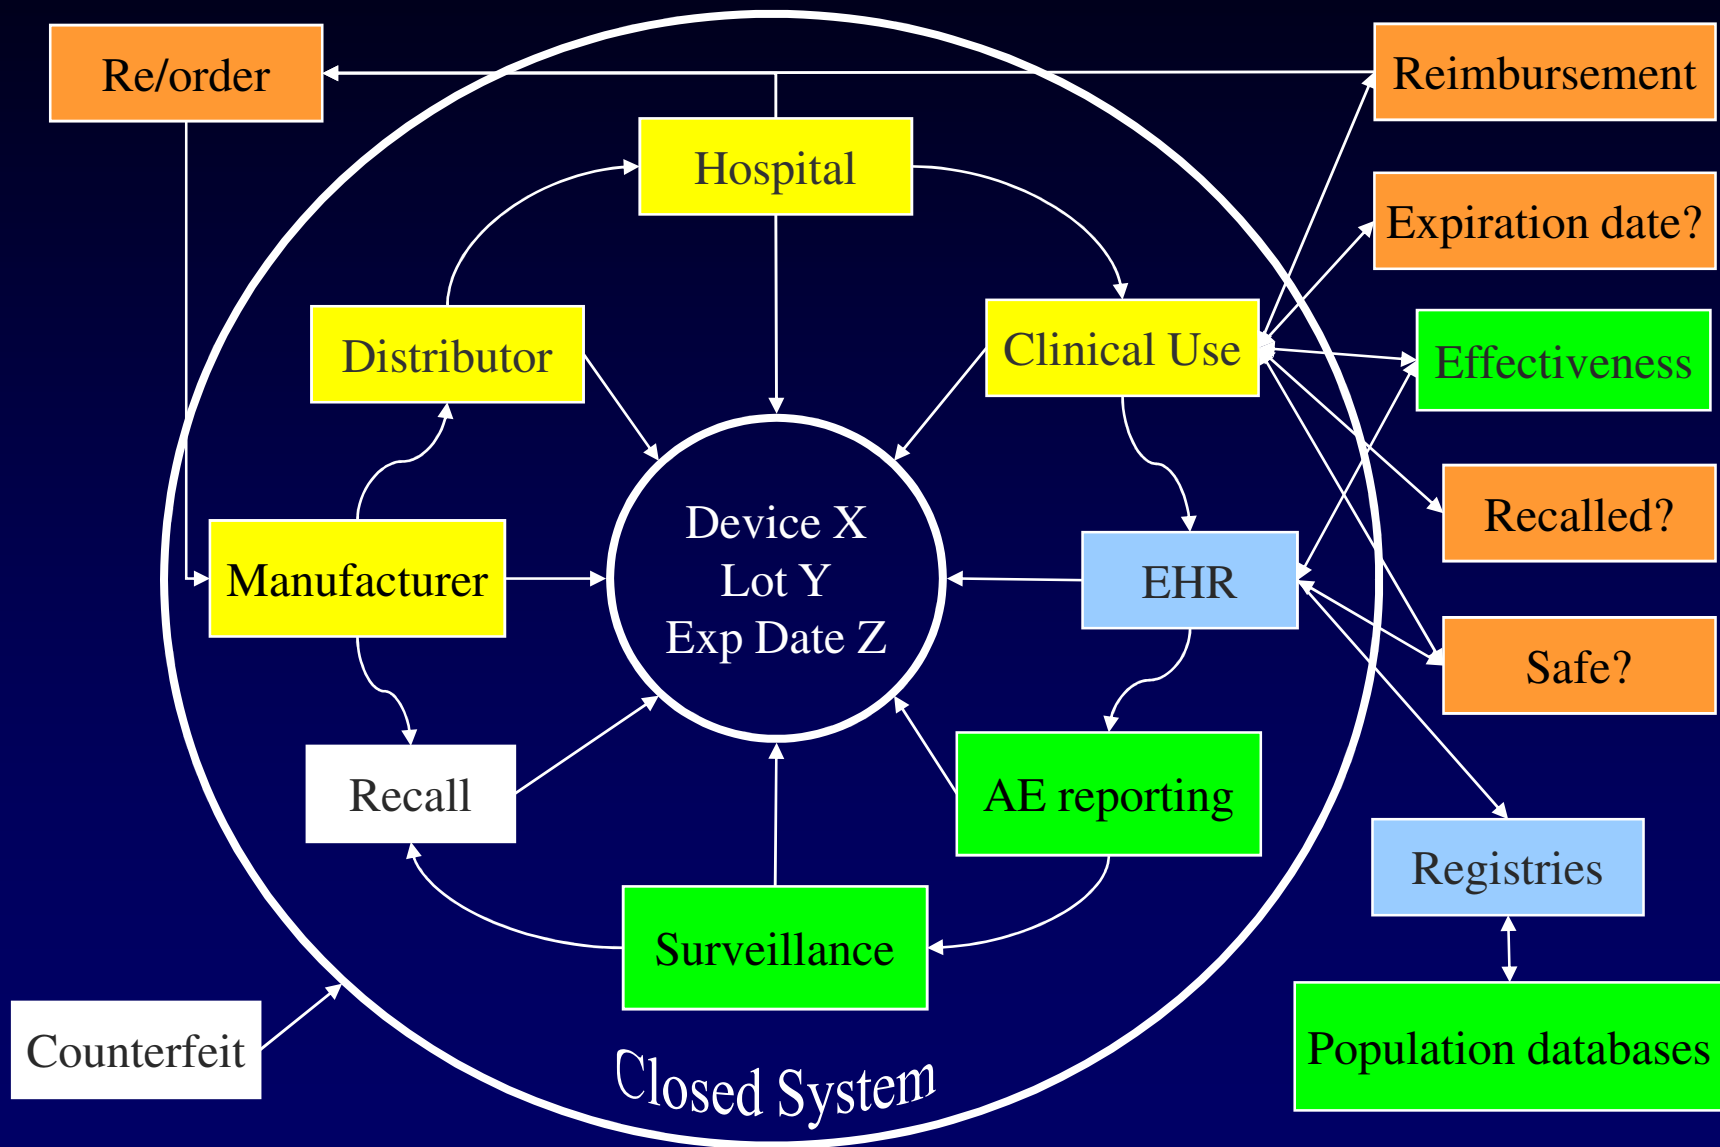 Re/order
Reimbursement
Hospital
Expiration date?
Distributor
Clinical Use
Effectiveness
Device X
Lot Y
Exp Date Z
Manufacturer
EHR
Recalled?
Safe?
Recall
AE reporting
Registries
Surveillance
Counterfeit
Population databases
Closed System